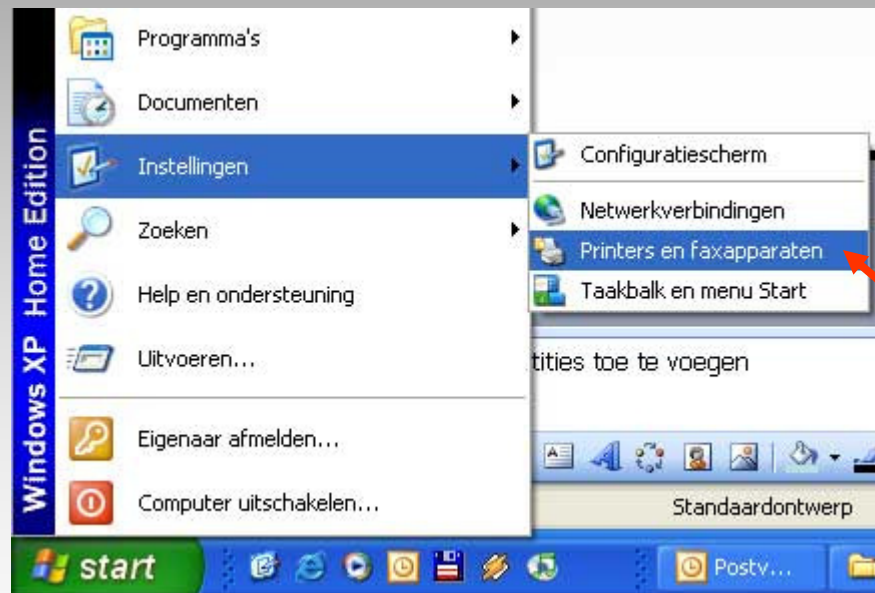 Windows XP Home Edition
Programma's
Documenten
Instellingen
Zoeken
Help en ondersteuning
Uitvoeren...
Eigenaar afmelden...
Computer uitschakelen...
Configuratiescherm
Netwerkverbindingen
Printers en faxapparaten
Taakbalk en menu Start
tities toe te voegen
Standaardontwerp
start
Postv...